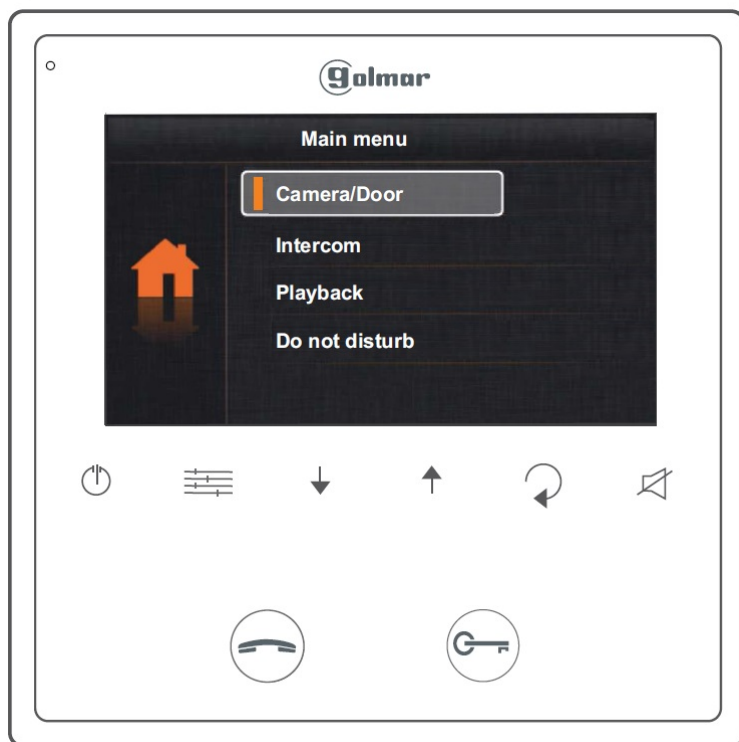 golmar
Main menu
Camera/Door
Intercom
Playback
Do not disturb